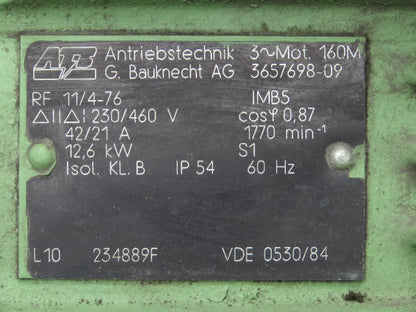 AB Antriebstechnik 3~Mot. 160M
G. Bauknecht AG 3657698-09
RF 11/4-76 IMB5
△II△I 230/460 V cosφ 0,87
42/21 A 1770 min⁻¹
12,6 kW S1
Isol. KL. B IP 54 60 Hz
L10 234889F VDE 0530/84